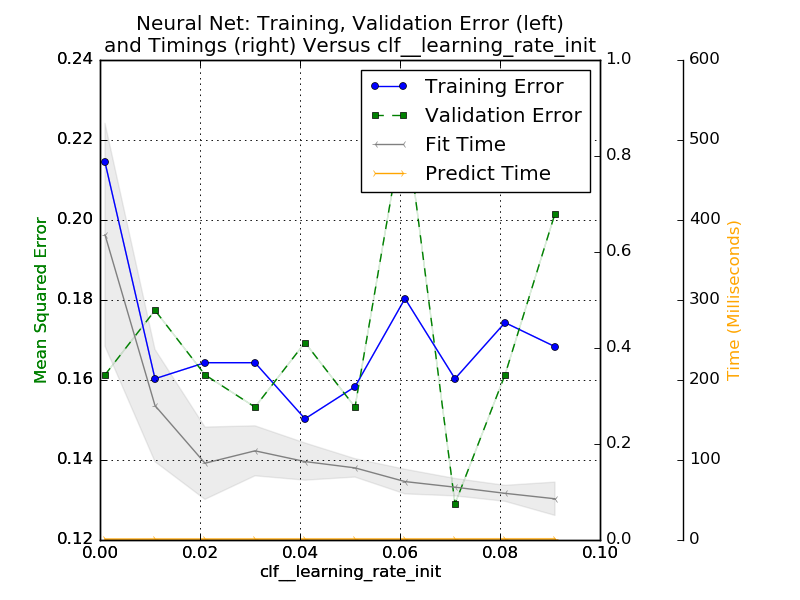 Neural Net: Training, Validation Error (left)
and Timings (right) Versus clf__learning_rate_init
Training Error
Validation Error
Fit Time
Predict Time
Mean Squared Error
0.24
0.22
0.20
0.18
0.16
0.14
0.12
1.0
0.8
0.6
0.4
0.2
0.0
600
500
400
300
200
100
0
Time (Milliseconds)
0.00 0.02 0.04 0.06 0.08 0.10
clf__learning_rate_init